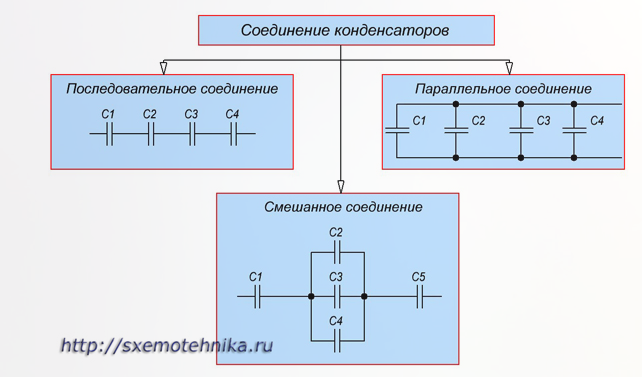 Соединение конденсаторов
Последовательное соединение
C1 C2 C3 C4
Параллельное соединение
C1 C2 C3 C4
Смешанное соединение
C2
C1 C3 C5
C4
http://sxemotehnika.ru